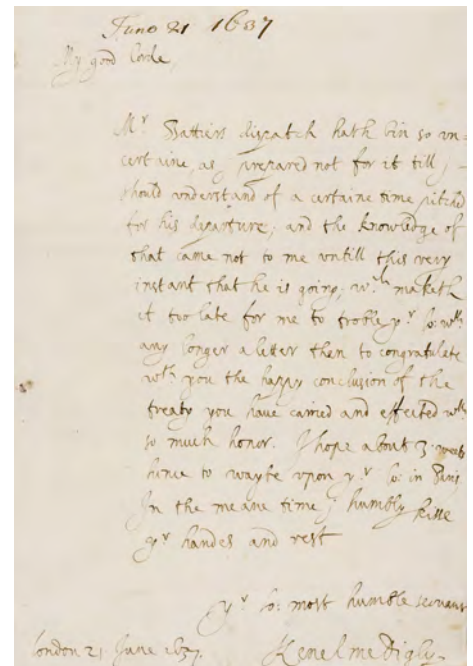 Juno 21 1637
My good Lorde,
Mr. Battiers dispatch hath bin so un=
certaine, as j prepared not for it till j
should understand of a certaine time pitched
for his departure; and the knowledge of
that came not to me untill this very
instant that he is going; wch. maketh
it too late for me to troble yr. lo: wth.
any longer a letter then to congratulate
wth. you the happy conclusion of the
treaty you have carried and effected wth.
so much honor. I hope about 3. weeks
hence to wayte upon yr. lo: in Paris
In the meane time j humbly kisse
yr handes and rest
yr lo: most humble servant
London 21 June 1637. Kenelme Digby